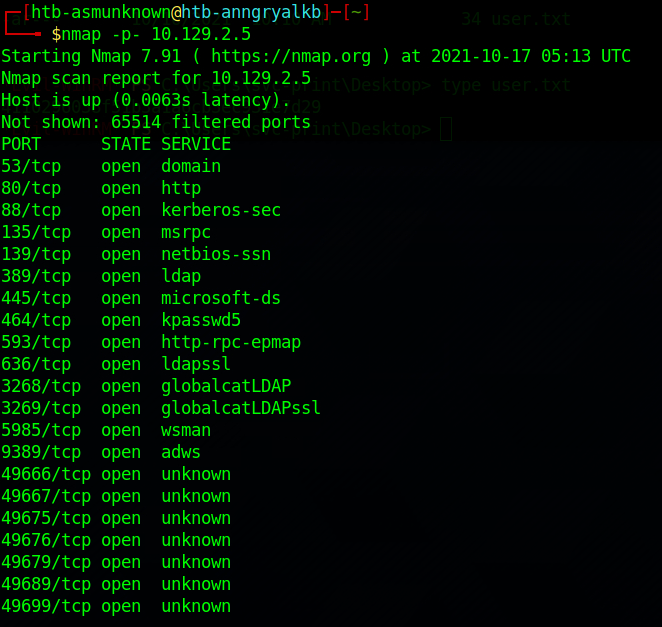 ┌─[htb-asmunknown@htb-anngryalkb]─[~]
34 user.txt
└──╼ $nmap -p- 10.129.2.5
Starting Nmap 7.91 ( https://nmap.org ) at 2021-10-17 05:13 UTC
Nmap scan report for 10.129.2.5
\Desktop> type user.txt
Host is up (0.0063s latency).
Not shown: 65514 filtered ports
\Desktop>
PORT      STATE SERVICE
53/tcp    open  domain
80/tcp    open  http
88/tcp    open  kerberos-sec
135/tcp   open  msrpc
139/tcp   open  netbios-ssn
389/tcp   open  ldap
445/tcp   open  microsoft-ds
464/tcp   open  kpasswd5
593/tcp   open  http-rpc-epmap
636/tcp   open  ldapssl
3268/tcp  open  globalcatLDAP
3269/tcp  open  globalcatLDAPssl
5985/tcp  open  wsman
9389/tcp  open  adws
49666/tcp open  unknown
49667/tcp open  unknown
49675/tcp open  unknown
49676/tcp open  unknown
49679/tcp open  unknown
49689/tcp open  unknown
49699/tcp open  unknown